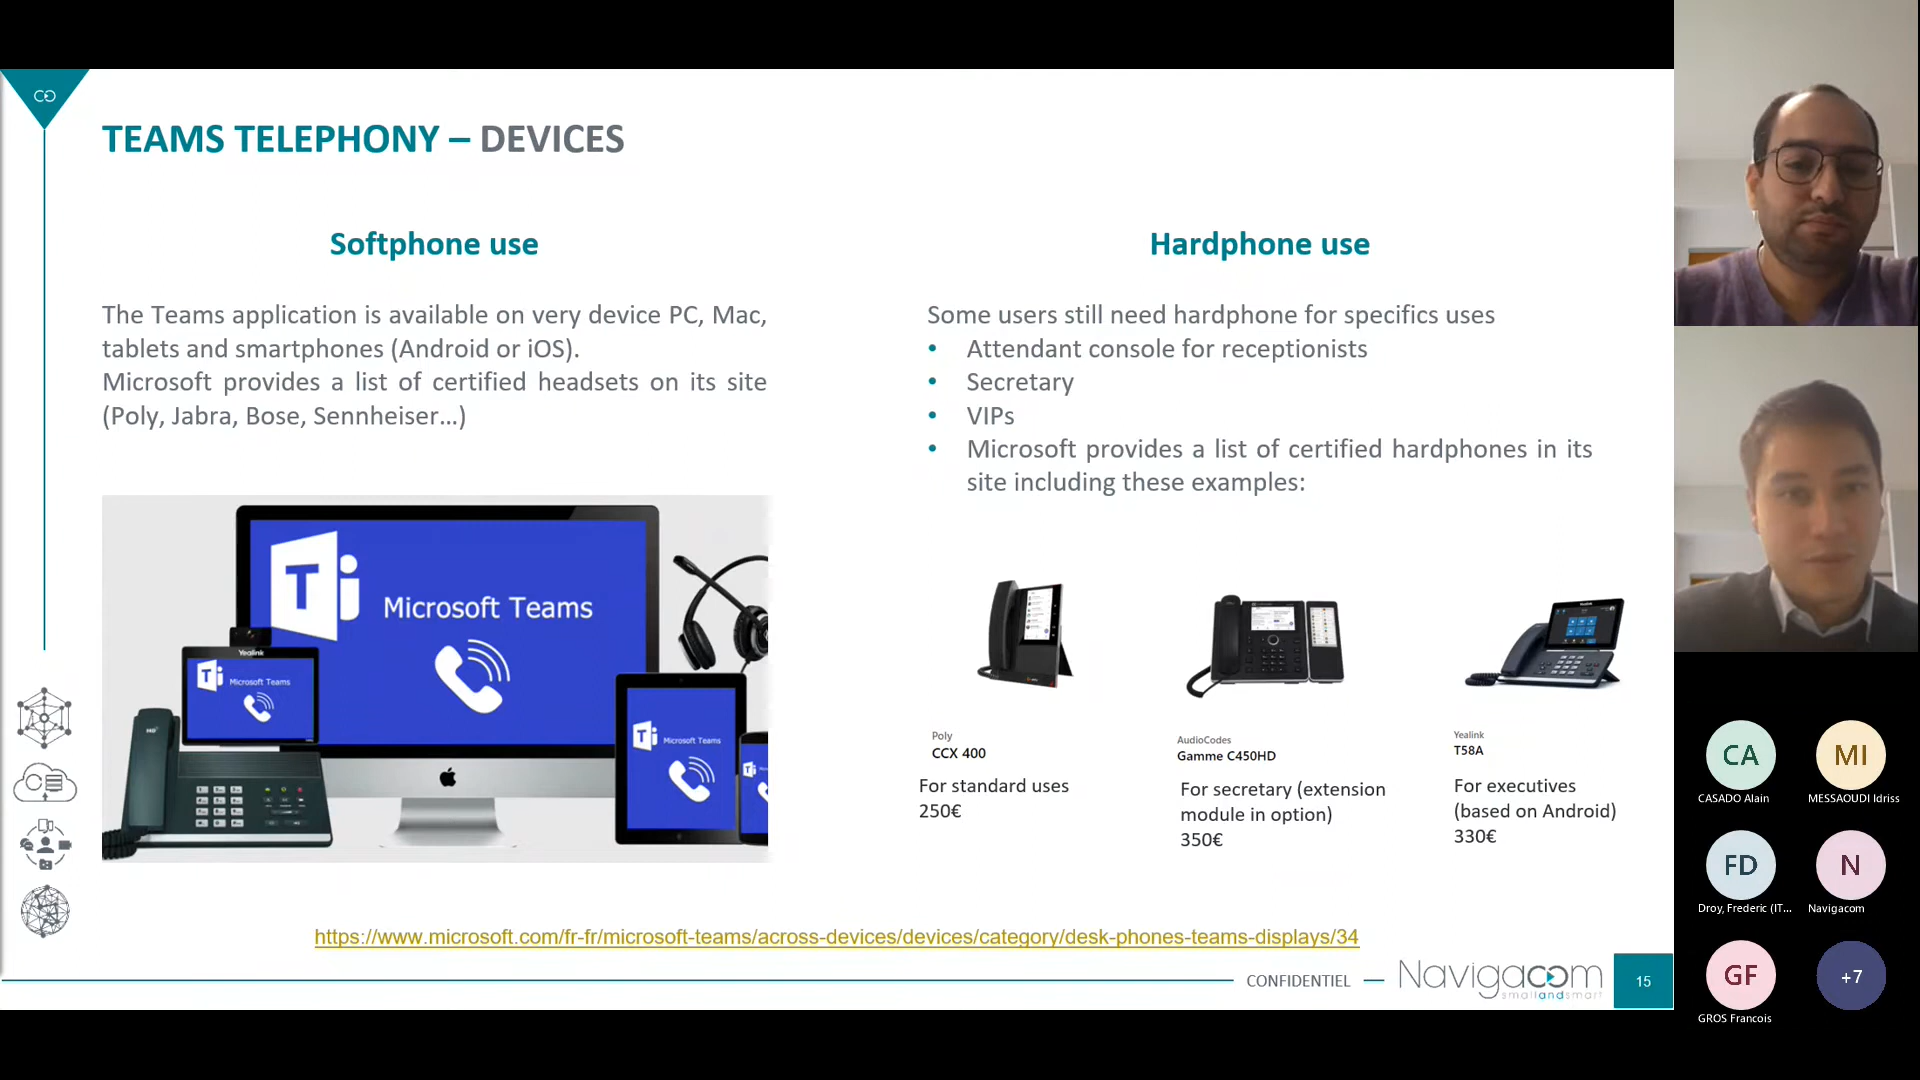 TEAMS TELEPHONY – DEVICES
Softphone use
The Teams application is available on very device PC, Mac,
tablets and smartphones (Android or iOS).
Microsoft provides a list of certified headsets on its site
(Poly, Jabra, Bose, Sennheiser...)
Microsoft Teams
Yealink
Microsoft Teams
Microsoft Teams
Hardphone use
Some users still need hardphone for specifics uses
• Attendant console for receptionists
• Secretary
• VIPs
• Microsoft provides a list of certified hardphones in its
site including these examples:
Poly
CCX 400
For standard uses
250€
AudioCodes
Gamme C450HD
For secretary (extension
module in option)
350€
Yealink
T58A
For executives
(based on Android)
330€
https://www.microsoft.com/fr-fr/microsoft-teams/across-devices/devices/category/desk-phones-teams-displays/34
CONFIDENTIEL
Navigacom
smallandsmart
15
CA
CASADO Alain
MI
MESSAOUDI Idriss
FD
Droy, Frederic (IT...
N
Navigacom
GF
GROS Francois
+7